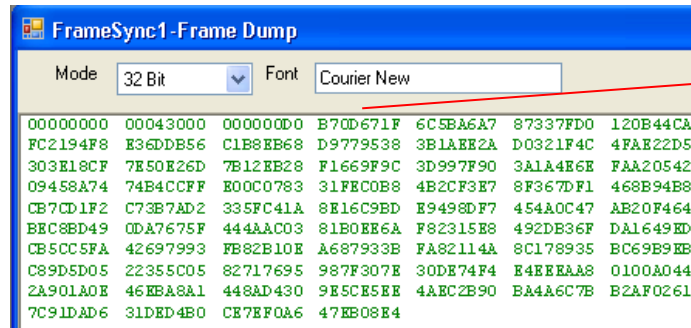 FrameSync1-Frame Dump
Mode 32 Bit Font Courier New
00000000 00043000 000000D0 B70D671F 6C5BA6A7 87337FD0 120B44CA
FC2194F8 E36DDB56 C1B8EB68 D9779538 3B1AEE2A D0321F4C 4FAE22D5
303E18CF 7E50E26D 7B12EB28 F1669F9C 3D997F90 3A1A4E6E FAA20542
09458A74 74B4CCFF E00C0783 31FEC0B8 4B2CF3E7 8F367DF1 468B94B8
CB7CD1F2 C73B7AD2 335FC41A 8E16C9BD E9498DF7 454A0C47 AB20F464
BEC8BD49 0DA7675F 444AAC03 81B0EE6A F82315E8 492DB36F DA1649ED
CB5CC5FA 42697993 FB82B10E A687933B FA82114A 8C178935 BC69B9EB
C89D5D05 22355C05 82717695 987F307E 30DE74F4 E4EEEAA8 0100A044
2A901A0E 46EBA8A1 448AD430 9E5CE5EE 4AEC2B90 BA4A6C7B B2AF0261
7C91DAD6 31DED4B0 CE7EF0A6 47EB08E4